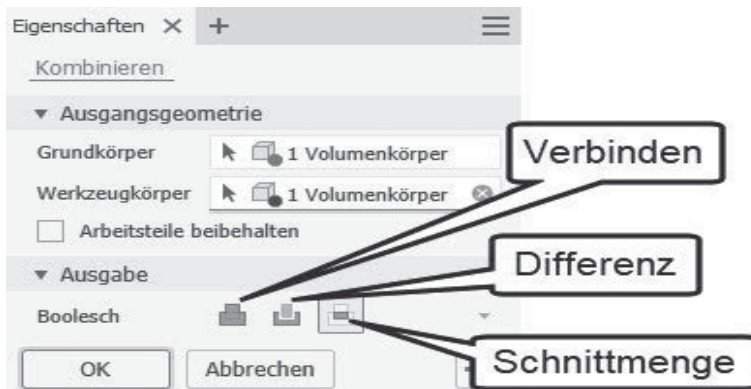 Eigenschaften × +
Kombinieren
Ausgangsgeometrie
Grundkörper 1 Volumenkörper
Werkzeugkörper 1 Volumenkörper
Arbeitsteile beibehalten
Ausgabe
Boolesch
OK Abbrechen
Verbinden
Differenz
Schnittmenge